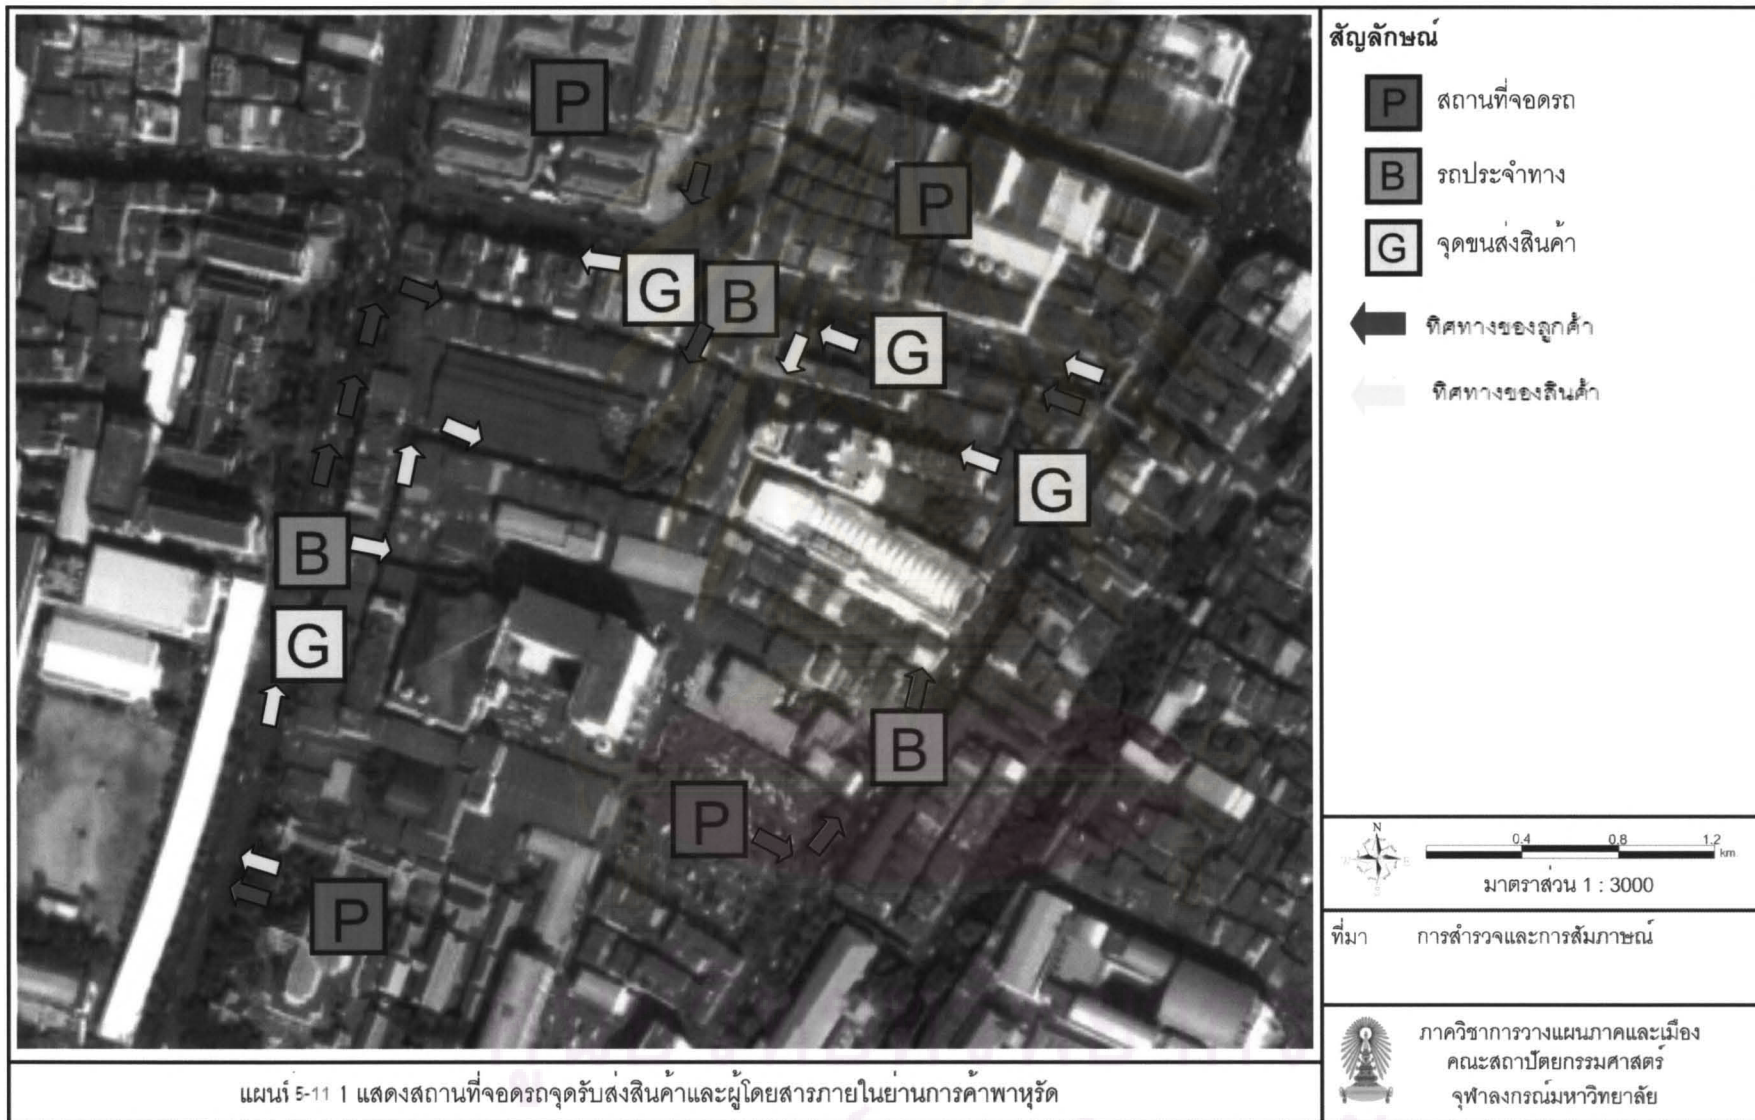 P
P
G
B
G
G
B
G
B
P
P
สัญลักษณ์
P สถานที่จอดรถ
B รถประจำทาง
G จุดขนส่งสินค้า
ทิศทางของลูกค้า
ทิศทางของสินค้า
N
0.4 0.8 1.2
km.
มาตราส่วน 1 : 3000
ที่มา การสำรวจและการสัมภาษณ์
ภาควิชาการวางแผนภาคและเมือง
คณะสถาปัตยกรรมศาสตร์
จุฬาลงกรณ์มหาวิทยาลัย
แผนที่ 5-11 1 แสดงสถานที่จอดรถจุดรับส่งสินค้าและผู้โดยสารภายในย่านการค้าพาหุรัด